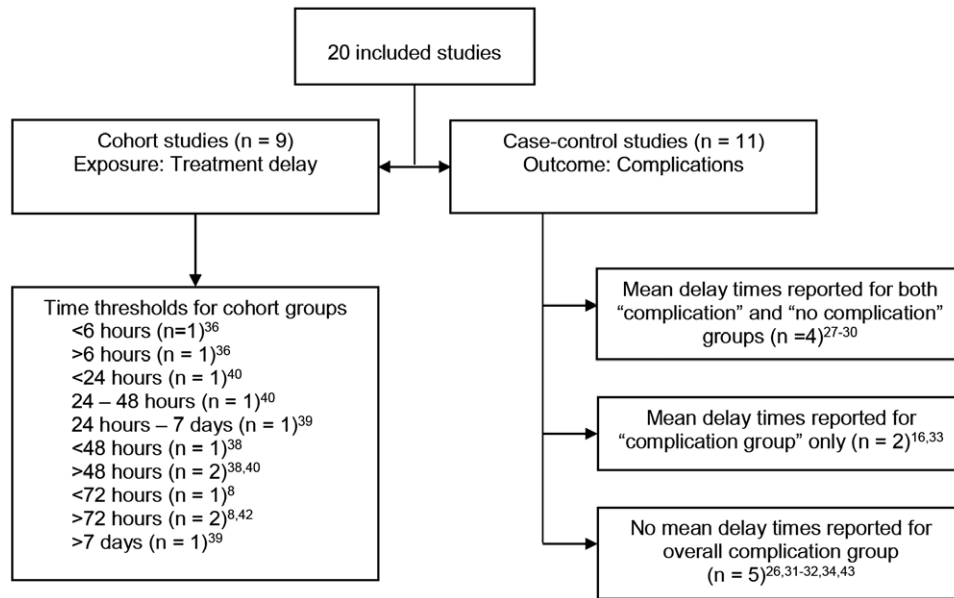 20 included studies
Cohort studies (n = 9)
Exposure: Treatment delay
Case-control studies (n = 11)
Outcome: Complications
Time thresholds for cohort groups
<6 hours (n=1)36
>6 hours (n = 1)36
<24 hours (n = 1)40
24 – 48 hours (n = 1)40
24 hours – 7 days (n = 1)39
<48 hours (n = 1)38
>48 hours (n = 2)38,40
<72 hours (n = 1)8
>72 hours (n = 2)8,42
>7 days (n = 1)39
Mean delay times reported for both
“complication” and “no complication”
groups (n =4)27-30
Mean delay times reported for
“complication group” only (n = 2)16,33
No mean delay times reported for
overall complication group
(n = 5)26,31-32,34,43